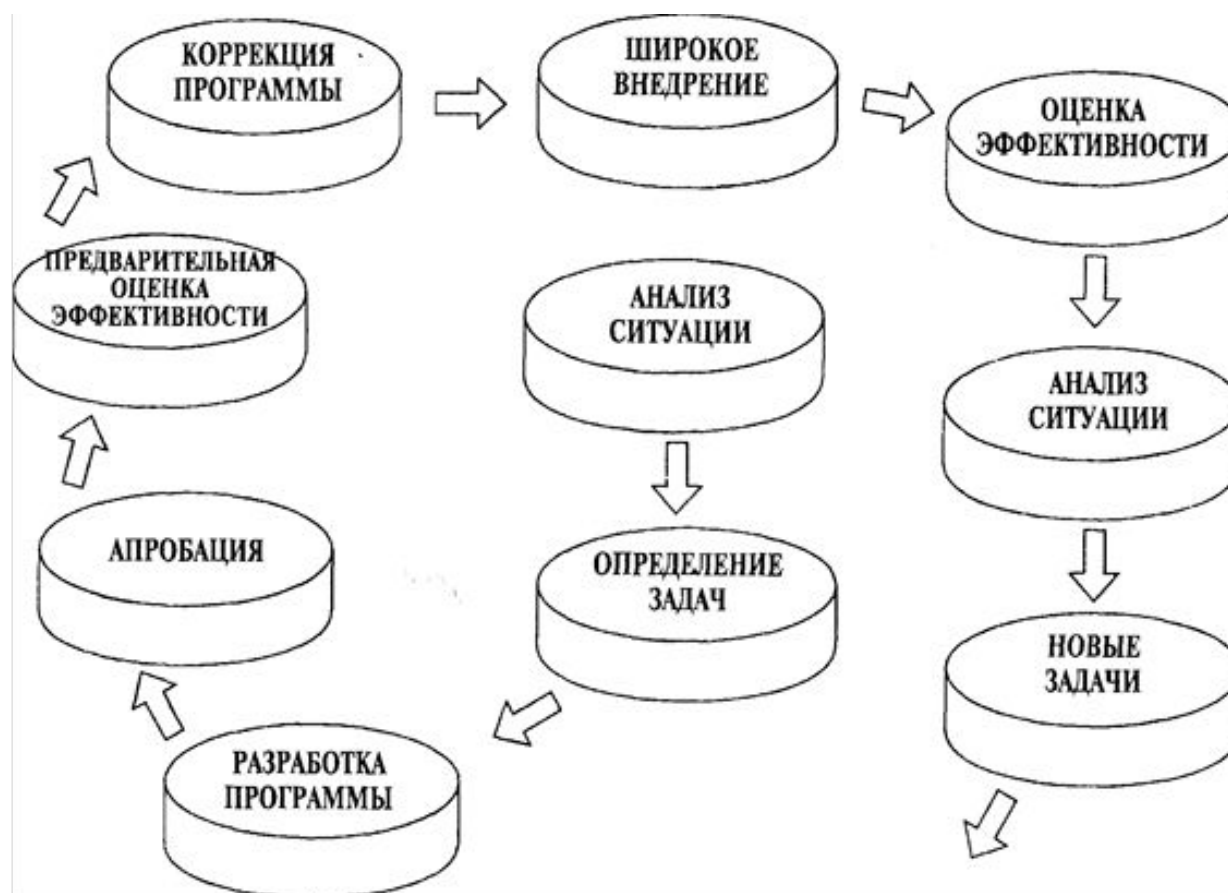 КОРРЕКЦИЯ
ПРОГРАММЫ
ШИРОКОЕ
ВНЕДРЕНИЕ
ОЦЕНКА
ЭФФЕКТИВНОСТИ
ПРЕДВАРИТЕЛЬНАЯ
ОЦЕНКА
ЭФФЕКТИВНОСТИ
АНАЛИЗ
СИТУАЦИИ
АНАЛИЗ
СИТУАЦИИ
АПРОБАЦИЯ
ОПРЕДЕЛЕНИЕ
ЗАДАЧ
НОВЫЕ
ЗАДАЧИ
РАЗРАБОТКА
ПРОГРАММЫ